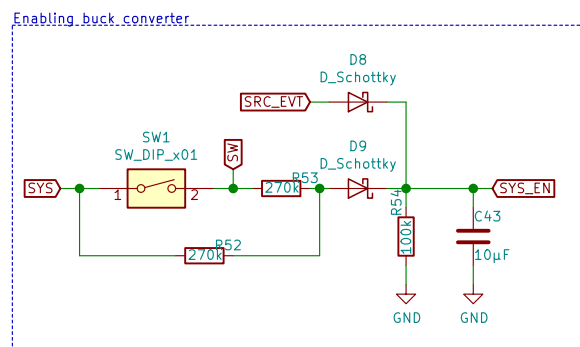 Enabling buck converter
D8
D_Schottky
SRC_EVT
SW1
SW_DIP_x01
SW
D9
D_Schottky
SYS
1
2
R53
270k
SYS_EN
R54
100k
C43
10µF
R52
270k
GND
GND